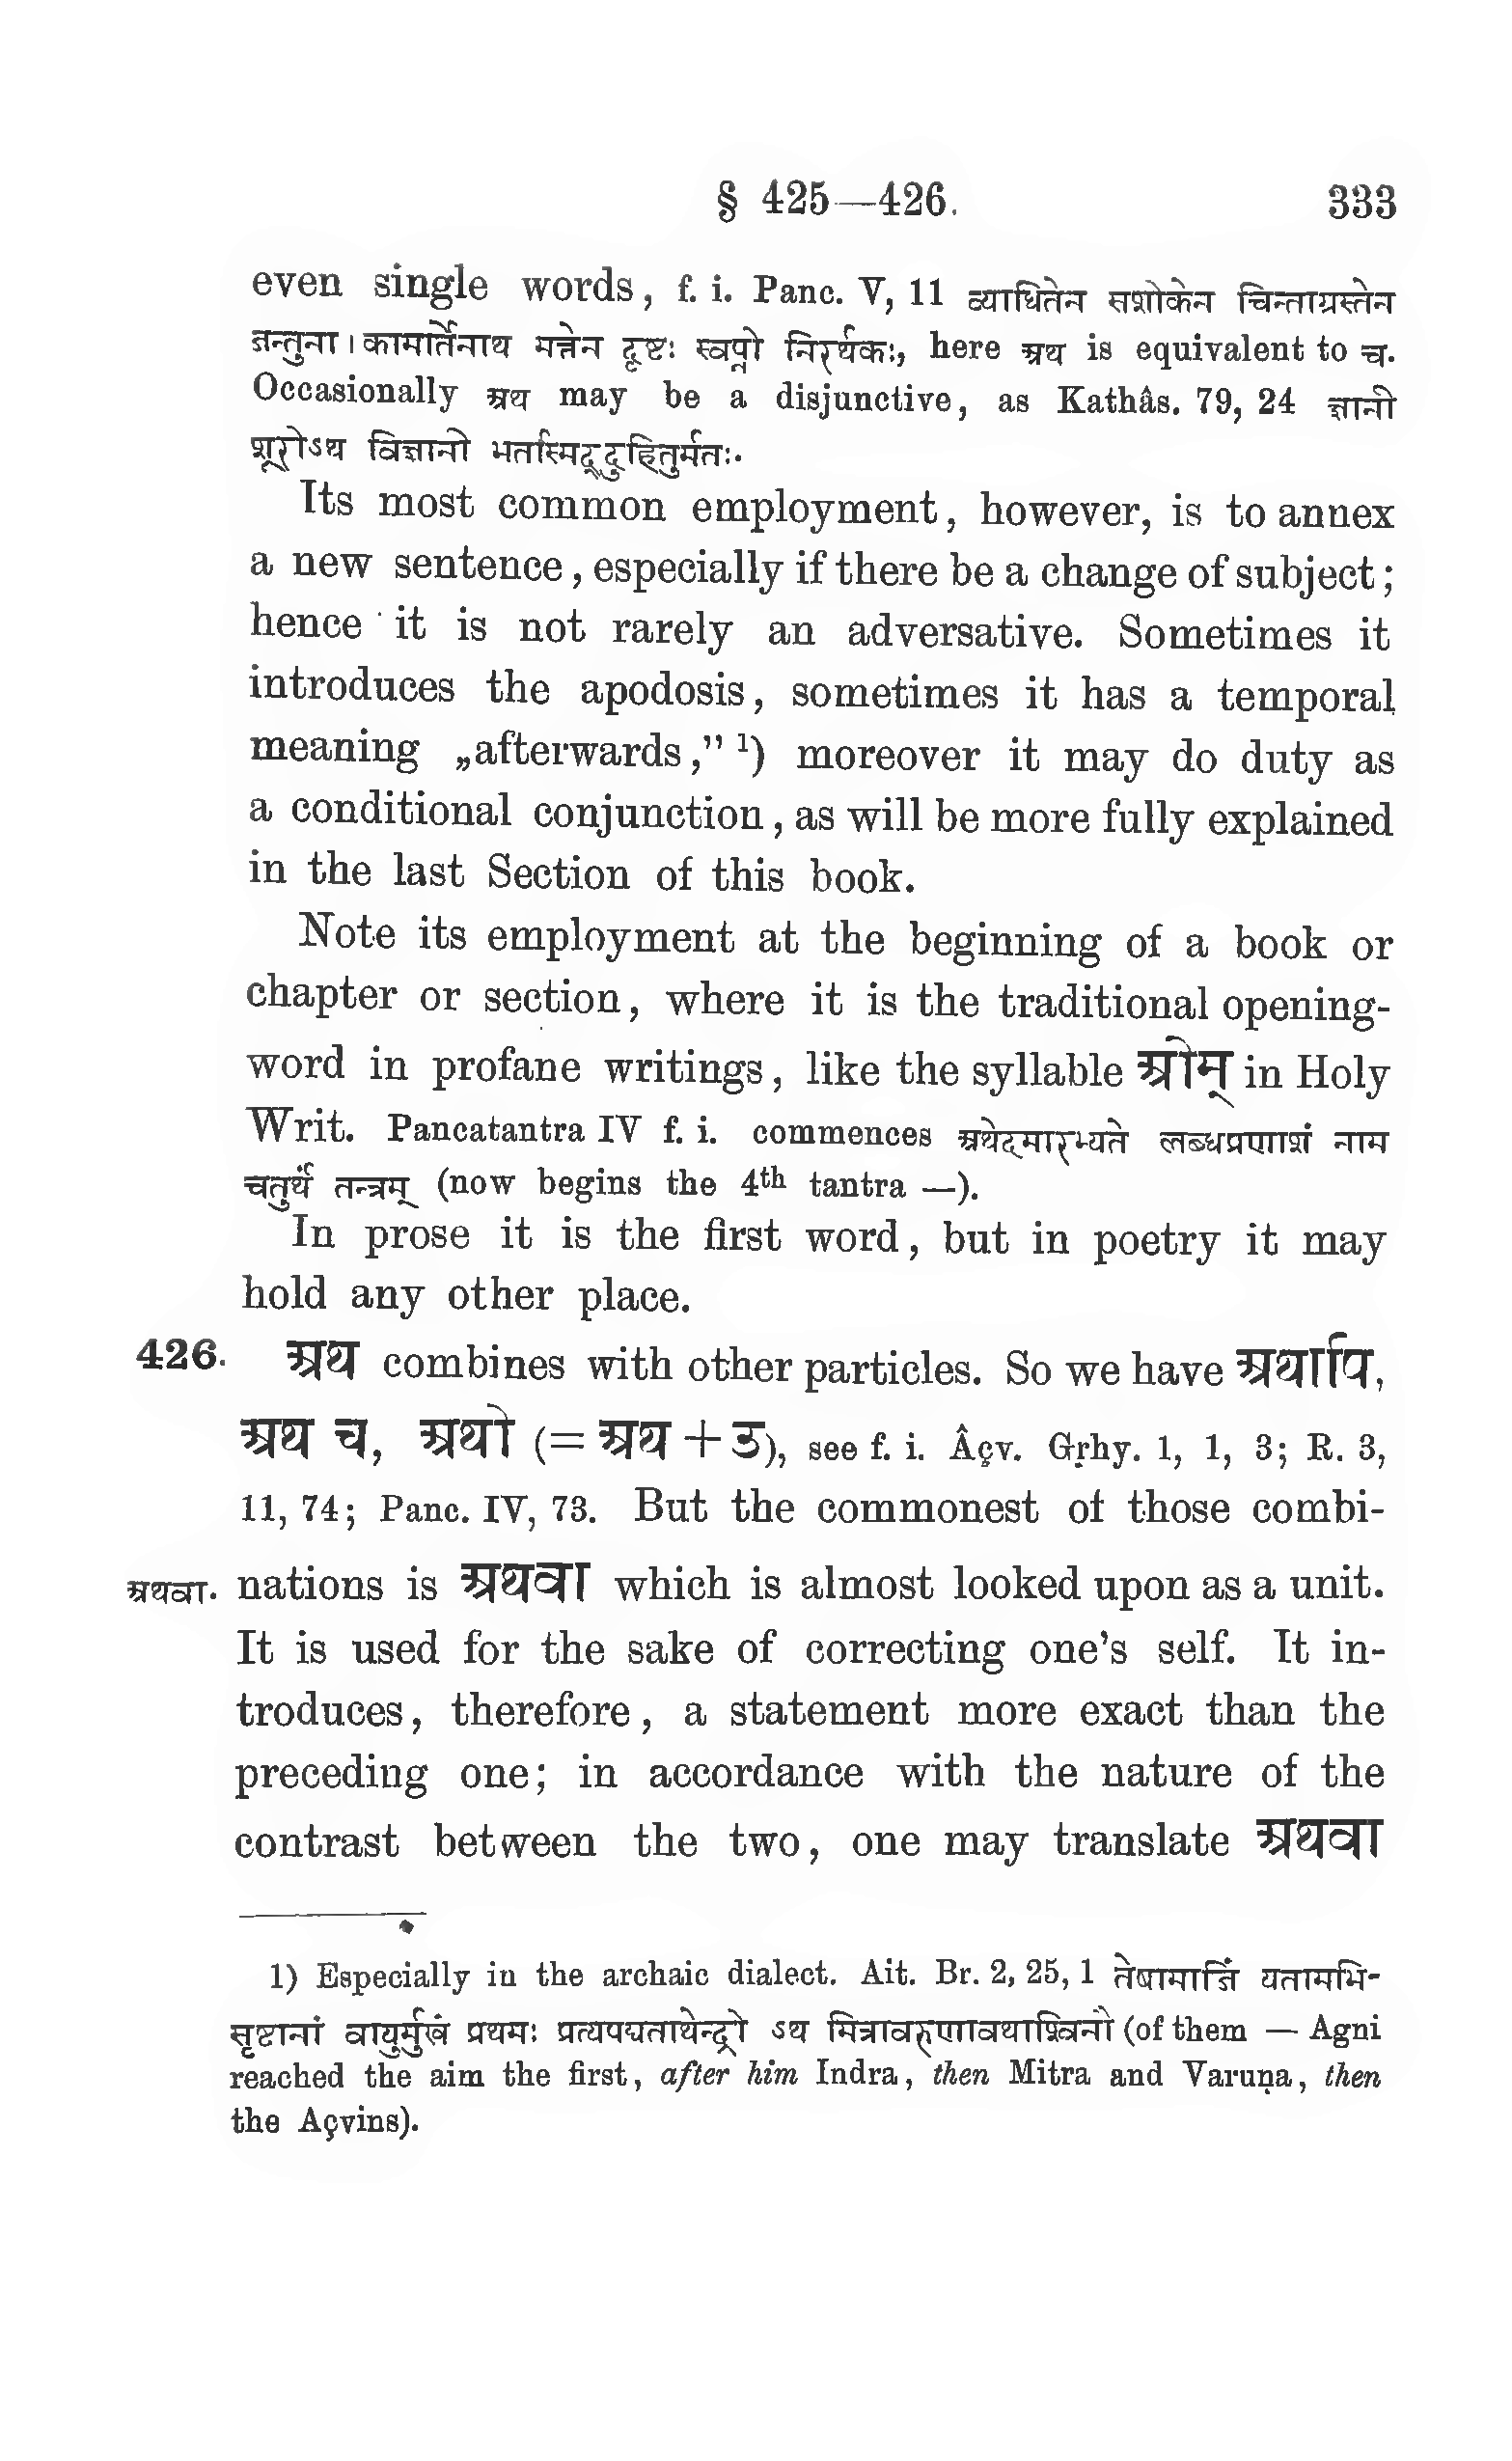 § 425—426. 333
even single words, f. i. Panc. V, 11 व्याधितेन सशोकेन चिन्ताग्रस्तेन
जन्तुना । कामार्तेनाथ मत्तेन दृष्टः स्वप्नो निरर्थकः, here अथ is equivalent to च.
Occasionally अथ may be a disjunctive, as Kathâs. 79, 24 ज्ञानी
शूरोऽथ विज्ञानी भर्तास्मद्दुहितुर्मतः.
Its most common employment, however, is to annex
a new sentence, especially if there be a change of subject;
hence it is not rarely an adversative. Sometimes it
introduces the apodosis, sometimes it has a temporal
meaning „afterwards,” ¹) moreover it may do duty as
a conditional conjunction, as will be more fully explained
in the last Section of this book.
Note its employment at the beginning of a book or
chapter or section, where it is the traditional opening-
word in profane writings, like the syllable ओम् in Holy
Writ. Pancatantra IV f. i. commences अथेदमारभ्यते लब्धप्रणाशं नाम
चतुर्थं तन्त्रम् (now begins the 4th tantra —).
In prose it is the first word, but in poetry it may
hold any other place.
426. अथ combines with other particles. So we have अथापि,
अथ च, अथो (= अथ + उ), see f. i. Âçv. Gṛhy. 1, 1, 3; R. 3,
11, 74; Panc. IV, 73. But the commonest of those combi-
अथवा. nations is अथवा which is almost looked upon as a unit.
It is used for the sake of correcting one’s self. It in-
troduces, therefore, a statement more exact than the
preceding one; in accordance with the nature of the
contrast between the two, one may translate अथवा
1) Especially in the archaic dialect. Ait. Br. 2, 25, 1 तेषामाजिं यतामभि-
सृष्टानां वायुर्मुखं प्रथमः प्रत्यपद्यताथेन्द्रो ऽथ मित्रावरुणावथाश्विनौ (of them — Agni
reached the aim the first, after him Indra, then Mitra and Varuṇa, then
the Açvins).